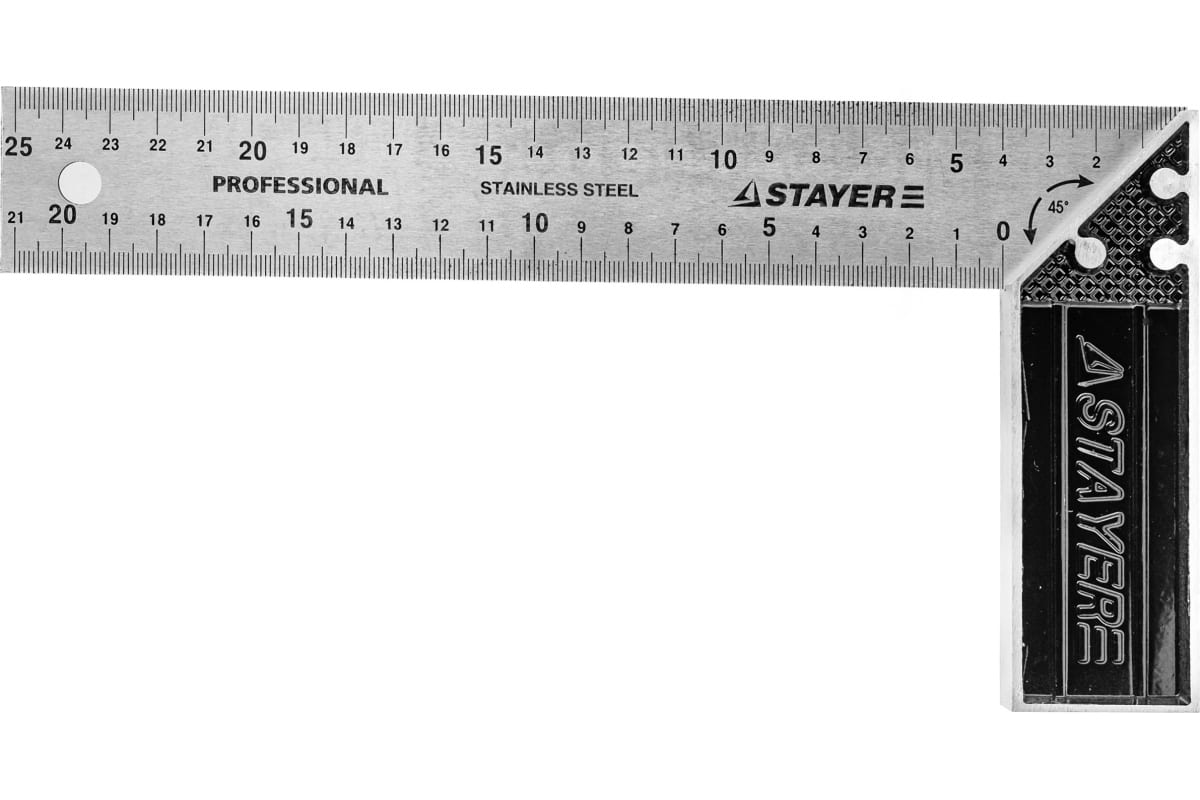 25 24 23 22 21 20 19 18 17 16 15 14 13 12 11 10 9 8 7 6 5 4 3 2
PROFESSIONAL STAINLESS STEEL STAYER 45°
21 20 19 18 17 16 15 14 13 12 11 10 9 8 7 6 5 4 3 2 1 0
STAYER